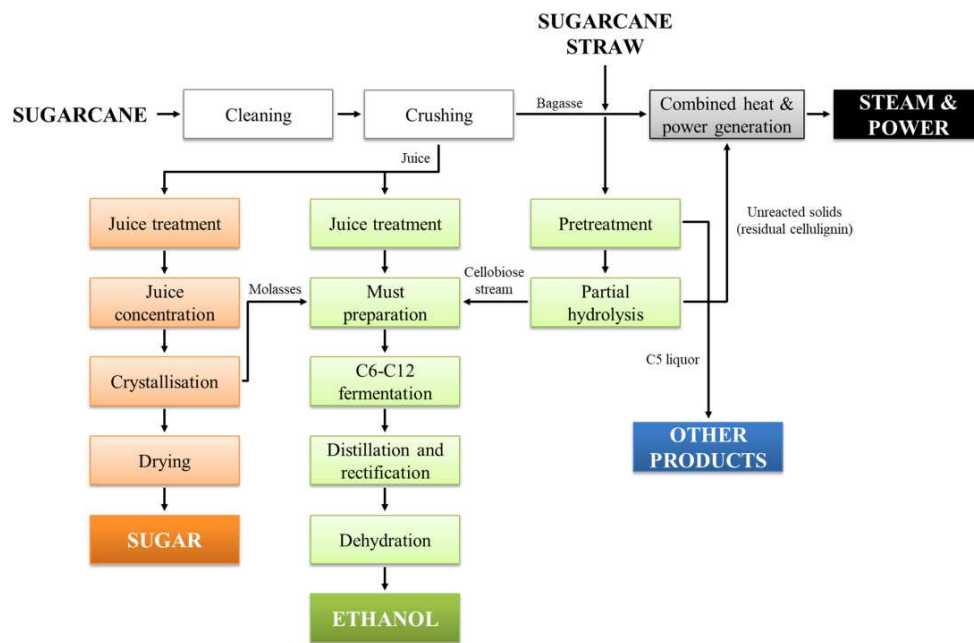 SUGARCANE
STRAW
SUGARCANE
Cleaning
Crushing
Bagasse
Combined heat &
power generation
STEAM &
POWER
Juice
Juice treatment
Juice treatment
Pretreatment
Unreacted solids
(residual cellulignin)
Juice
concentration
Molasses
Must
preparation
Cellobiose
stream
Partial
hydrolysis
Crystallisation
C6-C12
fermentation
C5 liquor
Drying
Distillation and
rectification
OTHER
PRODUCTS
SUGAR
Dehydration
ETHANOL